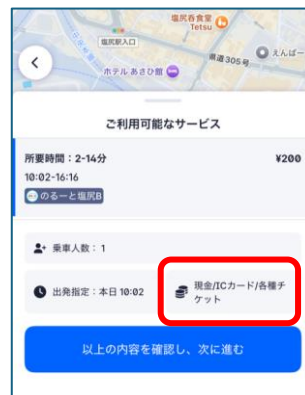 塩尻呑食堂
Tetsu
塩尻駅入口
県道305号
えんぱー
ホテルあさひ館
ご利用可能なサービス
所要時間：2-14分
¥200
10:02-16:16
のるーと塩尻B
乗車人数：1
出発指定：本日 10:02
現金/ICカード/各種チ
ケット
以上の内容を確認し、次に進む